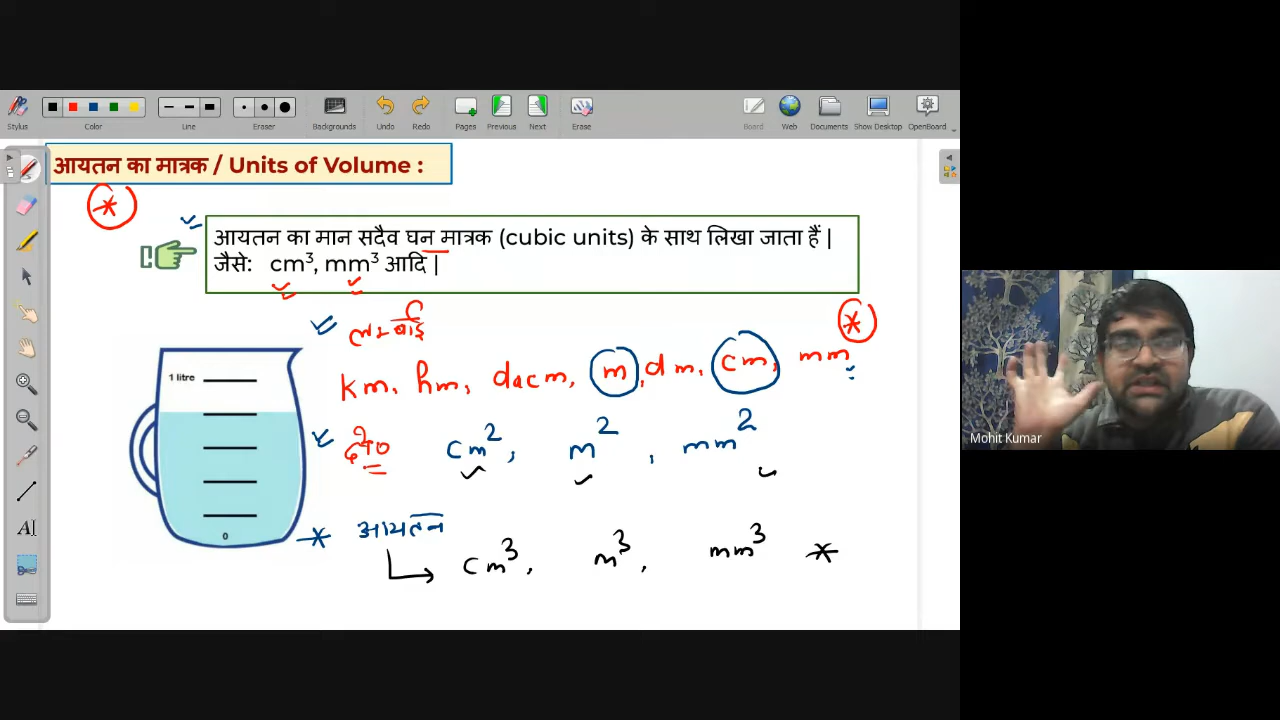 Stylus Color Line Eraser Backgrounds Undo Redo Pages Previous Next Erase Board Web Documents Show Desktop OpenBoard
आयतन का मात्रक / Units of Volume :
आयतन का मान सदैव घन मात्रक (cubic units) के साथ लिखा जाता हैं |
जैसे: cm³, mm³ आदि |
km, hm, dacm, m, dm, cm, mm
1 litre
cm², m², mm²
Mohit Kumar
आयतन
0
cm³, m³, mm³